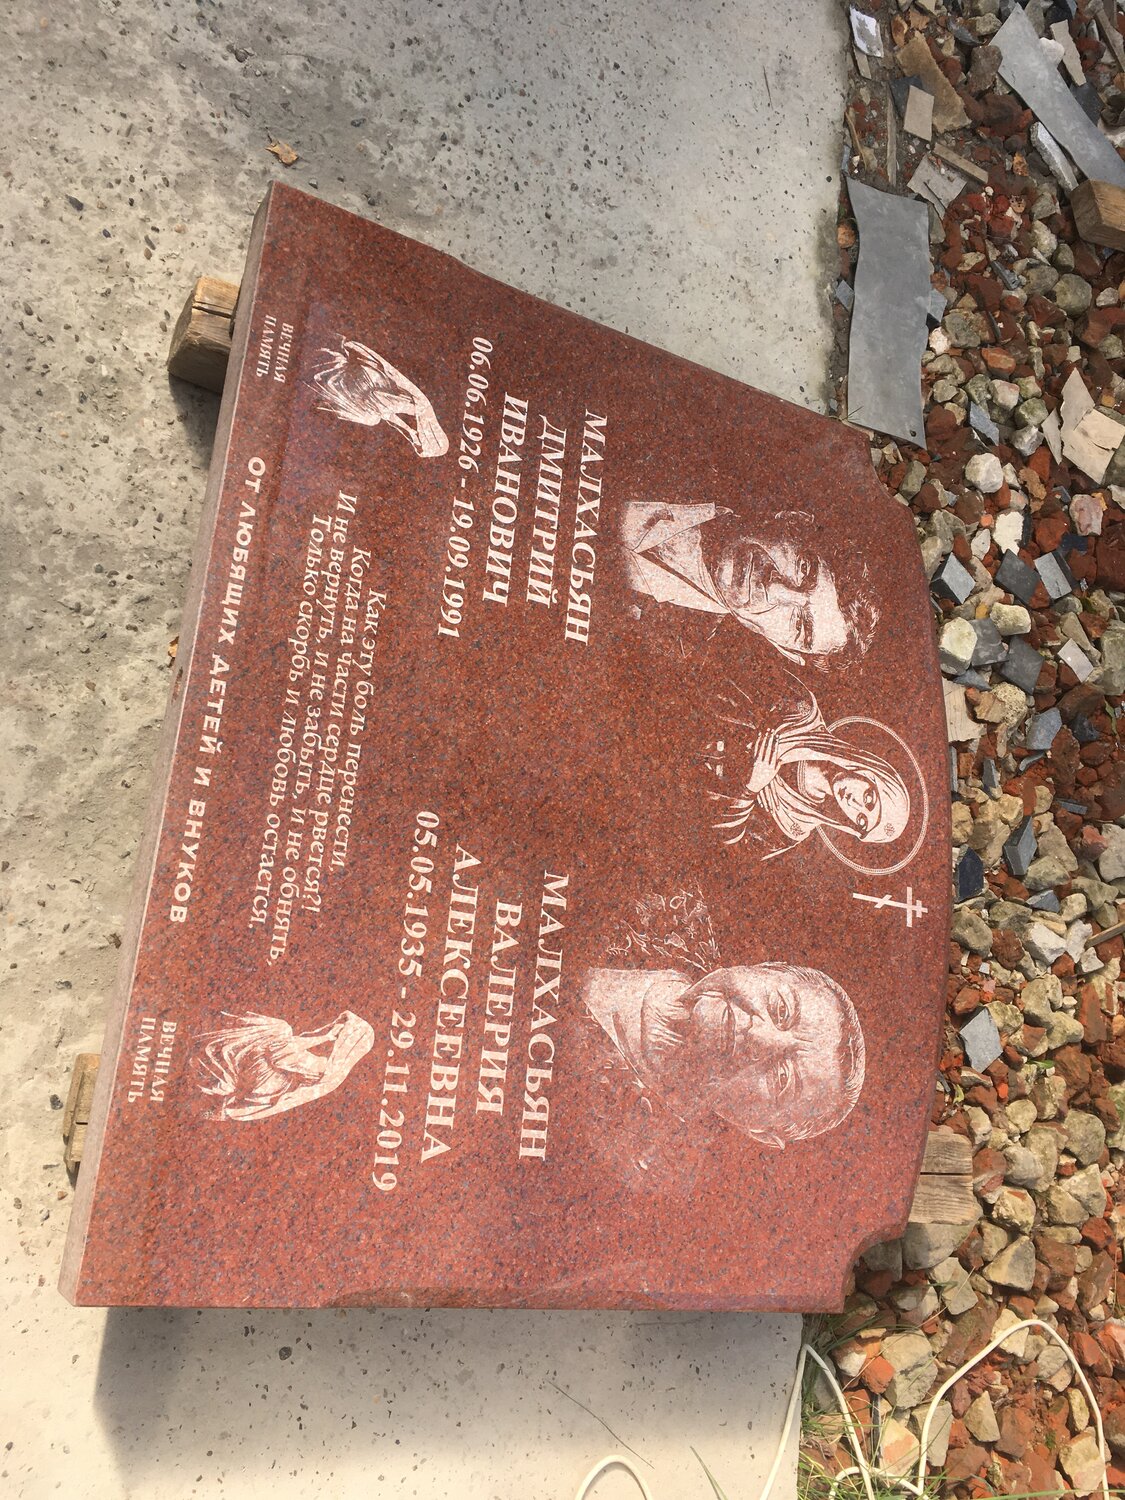 МАЛХАСЬЯН
ДМИТРИЙ
ИВАНОВИЧ
06.06.1926 - 19.09.1991
МАЛХАСЬЯН
ВАЛЕРИЯ
АЛЕКСЕЕВНА
05.05.1935 - 29.11.2019
Как эту боль перенести,
Когда на части сердце рвется?!
И не вернуть, и не забыть, и не обнять,
Только скорбь и любовь остается.
ВЕЧНАЯ
ПАМЯТЬ
ОТ ЛЮБЯЩИХ ДЕТЕЙ И ВНУКОВ
ВЕЧНАЯ
ПАМЯТЬ